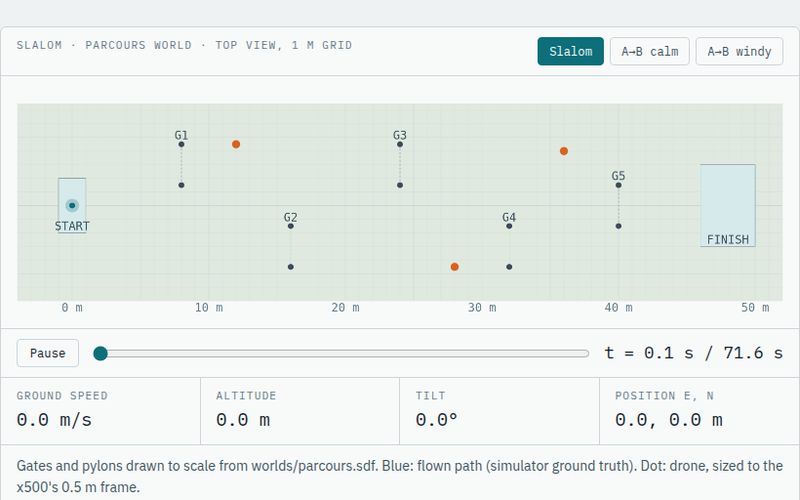 SLALOM · PARCOURS WORLD · TOP VIEW, 1 M GRID
Slalom
A→B calm
A→B windy
G1
G3
G5
G2
G4
START
FINISH
0 m
10 m
20 m
30 m
40 m
50 m
Pause
t = 0.1 s / 71.6 s
GROUND SPEED
0.0 m/s
ALTITUDE
0.0 m
TILT
0.0°
POSITION E, N
0.0, 0.0 m
Gates and pylons drawn to scale from worlds/parcours.sdf. Blue: flown path (simulator ground truth). Dot: drone, sized to the
x500's 0.5 m frame.